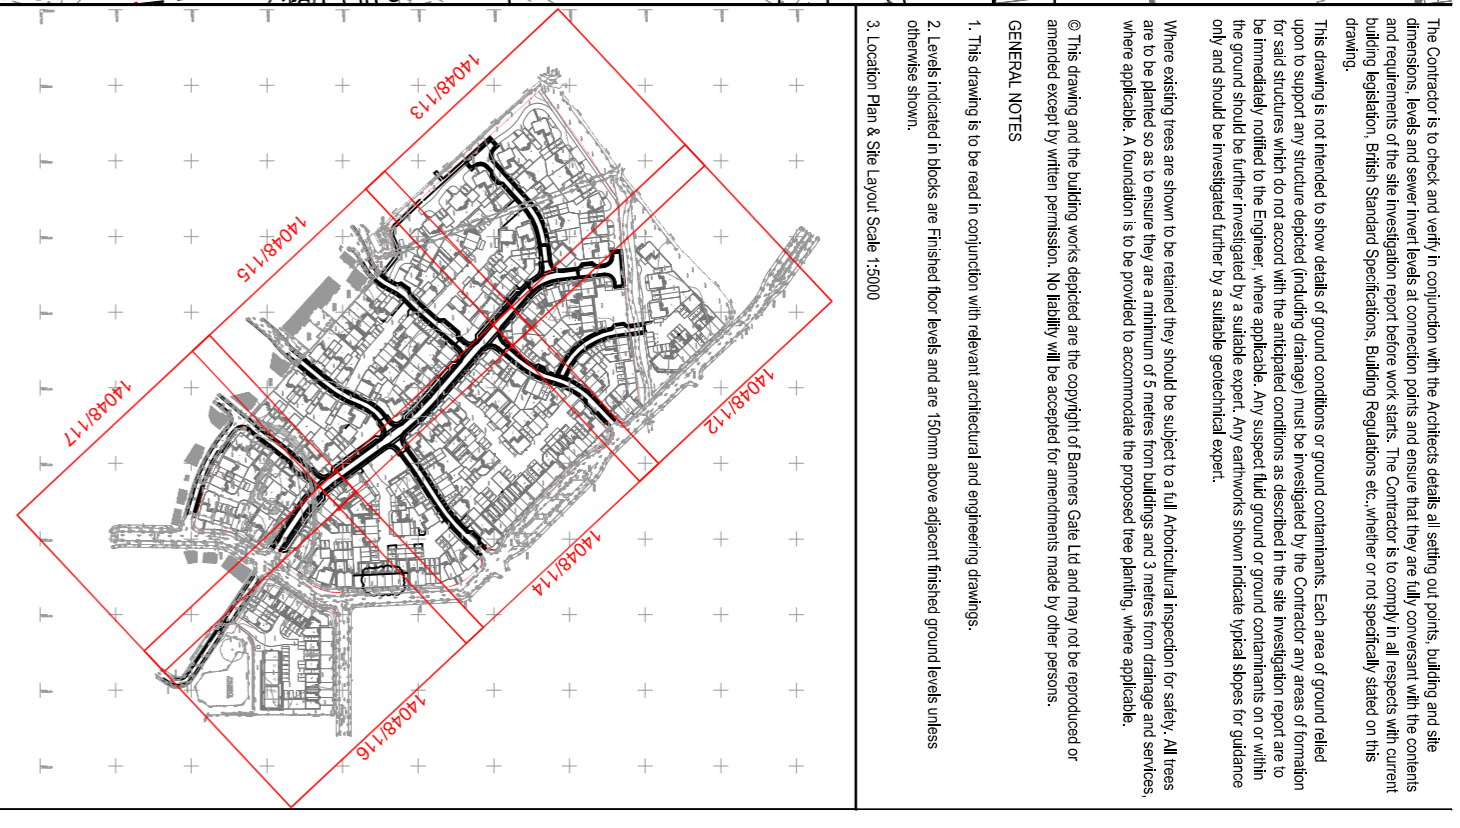 The Contractor is to check and verify in conjunction with the Architects details all setting out points, building and site
dimensions, levels and sewer invert levels at connection points and ensure that they are fully conversant with the contents
and requirements of the site investigation report before work starts. The Contractor is to comply in all respects with current
building legislation, British Standard Specifications, Building Regulations etc.,whether or not specifically stated on this
drawing.
This drawing is not intended to show details of ground conditions or ground contaminants. Each area of ground relied
upon to support any structure depicted (including drainage) must be investigated by the Contractor any areas of formation
for said structures which do not accord with the anticipated conditions as described in the site investigation report are to
be immediately notified to the Engineer, where applicable. Any suspect fluid ground or ground contaminants on or within
the ground should be further investigated by a suitable expert. Any earthworks shown indicate typical slopes for guidance
only and should be investigated further by a suitable geotechnical expert.
Where existing trees are shown to be retained they should be subject to a full Arboricultural inspection for safety. All trees
are to be planted so as to ensure they are a minimum of 5 metres from buildings and 3 metres from drainage and services,
where applicable. A foundation is to be provided to accommodate the proposed tree planting, where applicable.
© This drawing and the building works depicted are the copyright of Banners Gate Ltd and may not be reproduced or
amended except by written permission. No liability will be accepted for amendments made by other persons.
GENERAL NOTES
1. This drawing is to be read in conjunction with relevant architectural and engineering drawings.
2. Levels indicated in blocks are Finished floor levels and are 150mm above adjacent finished ground levels unless
otherwise shown.
3. Location Plan & Site Layout Scale 1:5000
14048/113
14048/115
14048/117
14048/112
14048/114
14048/116